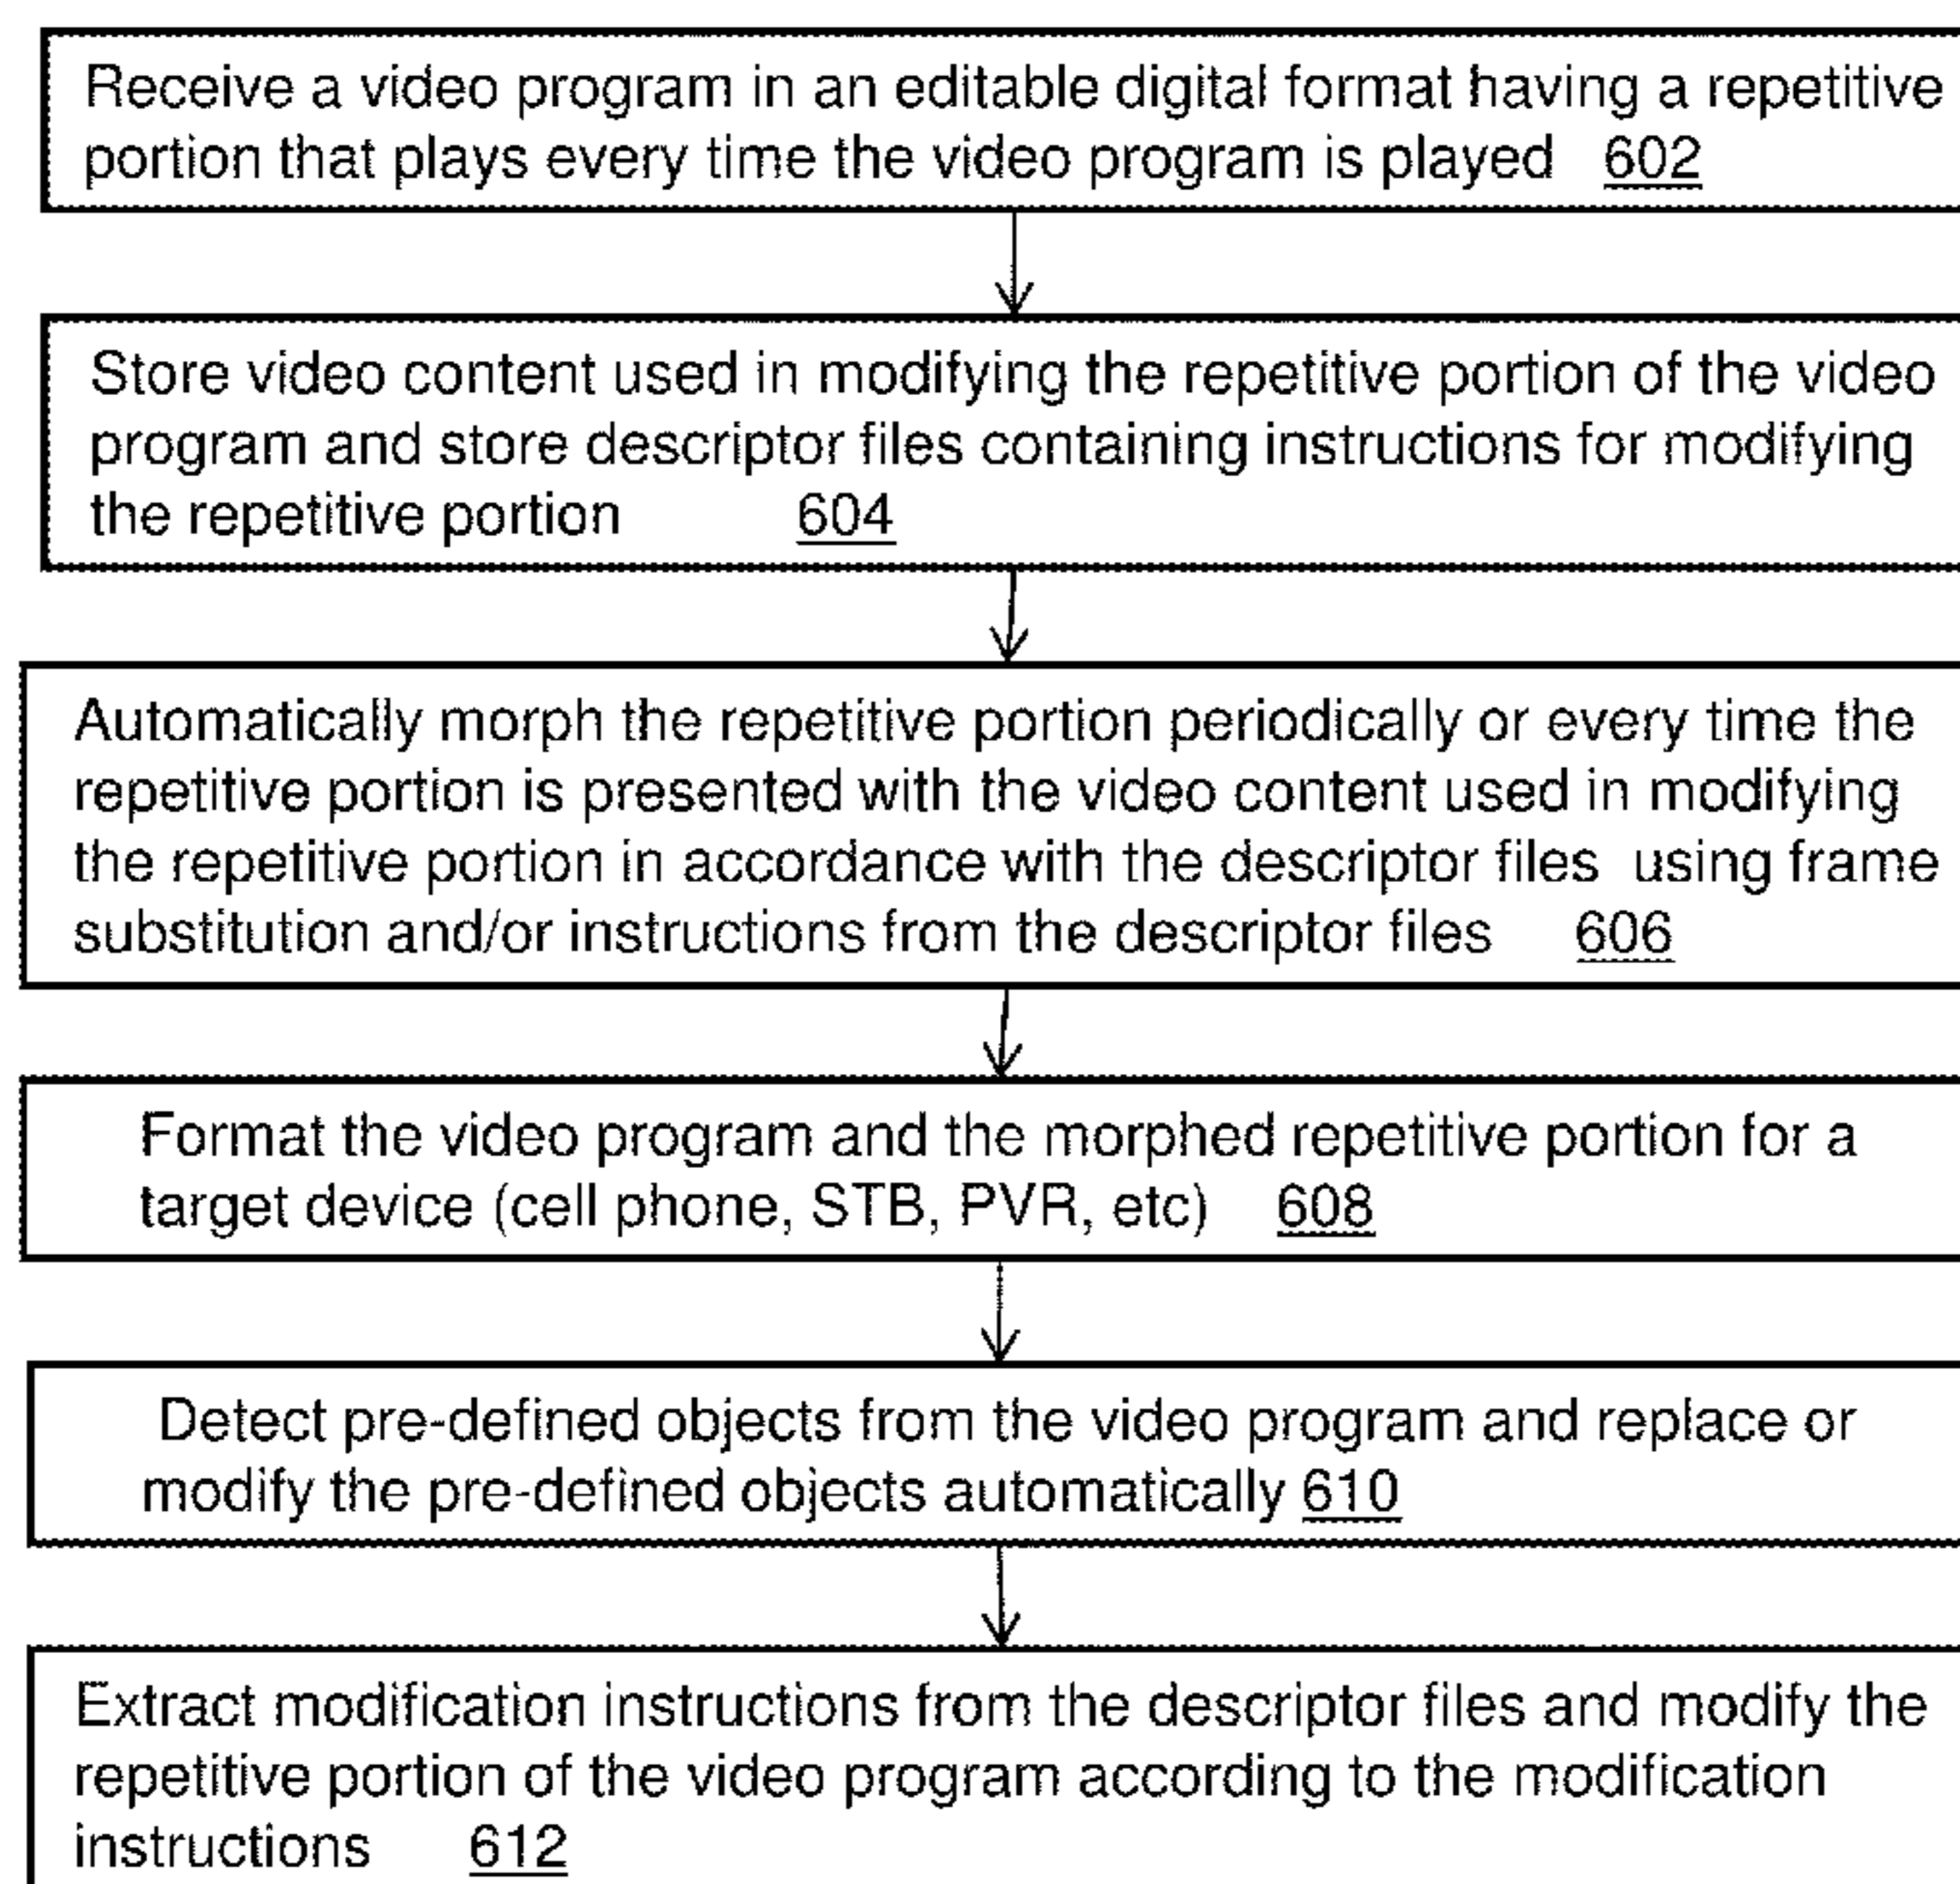 Receive a video program in an editable digital format having a repetitive
portion that plays every time the video program is played 602
Store video content used in modifying the repetitive portion of the video
program and store descriptor files containing instructions for modifying
the repetitive portion 604
Automatically morph the repetitive portion periodically or every time the
repetitive portion is presented with the video content used in modifying
the repetitive portion in accordance with the descriptor files using frame
substitution and/or instructions from the descriptor files 606
Format the video program and the morphed repetitive portion for a
target device (cell phone, STB, PVR, etc) 608
Detect pre-defined objects from the video program and replace or
modify the pre-defined objects automatically 610
Extract modification instructions from the descriptor files and modify the
repetitive portion of the video program according to the modification
instructions 612